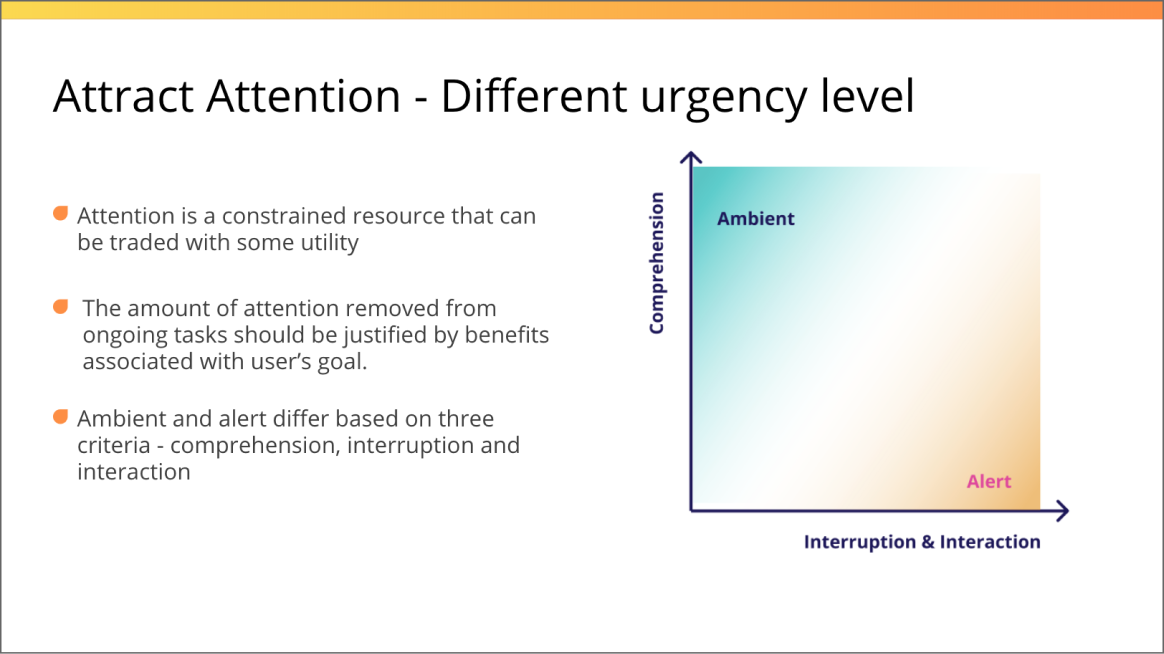 Attract Attention - Different urgency level
Attention is a constrained resource that can
be traded with some utility
The amount of attention removed from
ongoing tasks should be justified by benefits
associated with user’s goal.
Ambient and alert differ based on three
criteria - comprehension, interruption and
interaction
Comprehension
Ambient
Alert
Interruption & Interaction